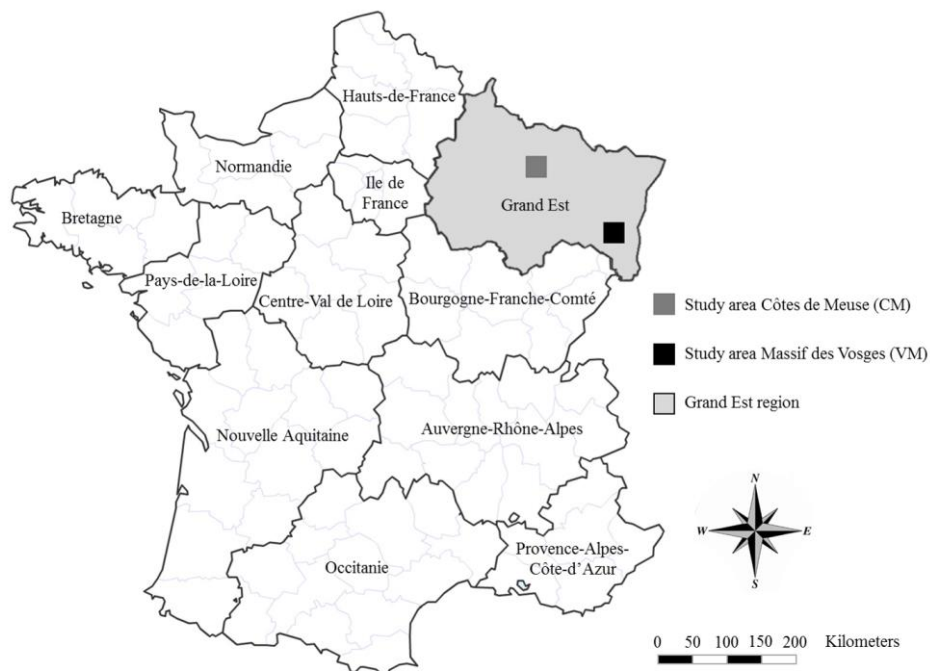 Hauts-de-France
Normandie
Ile de
France
Grand Est
Bretagne
Pays-de-la-Loire
Centre-Val de Loire
Bourgogne-Franche-Comté
Nouvelle Aquitaine
Auvergne-Rhône-Alpes
Occitanie
Provence-Alpes-
Côte-d'Azur
Study area Côtes de Meuse (CM)
Study area Massif des Vosges (VM)
Grand Est region
N
W
E
S
0 50 100 150 200 Kilometers